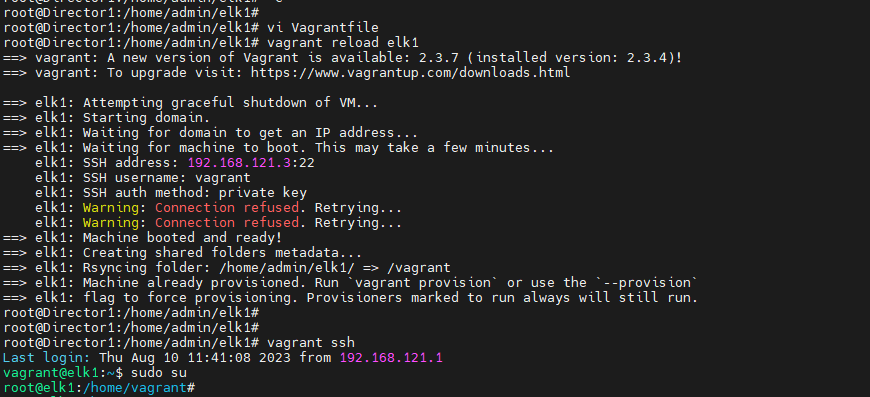 root@Director1:/home/admin/elk1#
root@Director1:/home/admin/elk1# vi Vagrantfile
root@Director1:/home/admin/elk1# vagrant reload elk1
==> vagrant: A new version of Vagrant is available: 2.3.7 (installed version: 2.3.4)!
==> vagrant: To upgrade visit: https://www.vagrantup.com/downloads.html
==> elk1: Attempting graceful shutdown of VM...
==> elk1: Starting domain.
==> elk1: Waiting for domain to get an IP address...
==> elk1: Waiting for machine to boot. This may take a few minutes...
elk1: SSH address: 192.168.121.3:22
elk1: SSH username: vagrant
elk1: SSH auth method: private key
elk1: Warning: Connection refused. Retrying...
elk1: Warning: Connection refused. Retrying...
==> elk1: Machine booted and ready!
==> elk1: Creating shared folders metadata...
==> elk1: Rsyncing folder: /home/admin/elk1/ => /vagrant
==> elk1: Machine already provisioned. Run `vagrant provision` or use the `--provision`
==> elk1: flag to force provisioning. Provisioners marked to run always will still run.
root@Director1:/home/admin/elk1#
root@Director1:/home/admin/elk1#
root@Director1:/home/admin/elk1# vagrant ssh
Last login: Thu Aug 10 11:41:08 2023 from 192.168.121.1
vagrant@elk1:~$ sudo su
root@elk1:/home/vagrant#